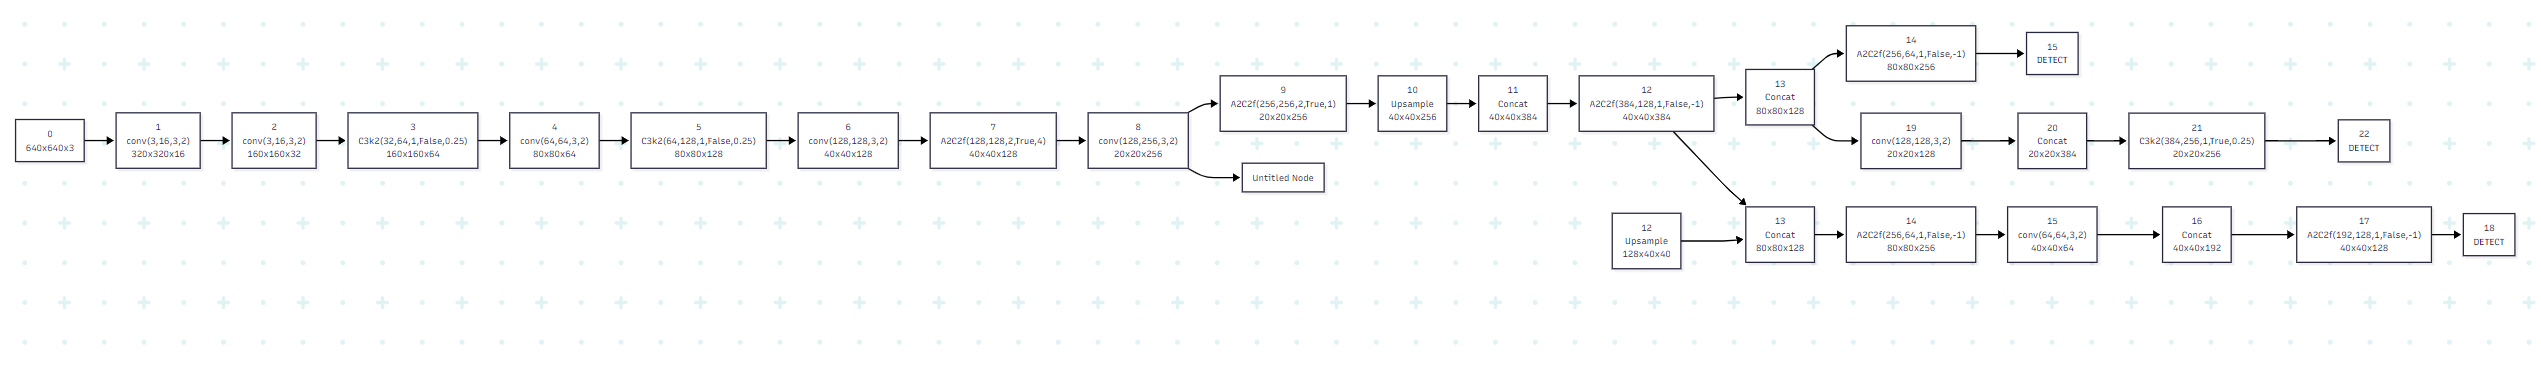 0
640x640x3
1
conv(3,16,3,2)
320x320x16
2
conv(3,16,3,2)
160x160x32
3
C3k2(32,64,1,False,0.25)
160x160x64
4
conv(64,64,3,2)
80x80x64
5
C3k2(64,128,1,False,0.25)
80x80x128
6
conv(128,128,3,2)
40x40x128
7
A2C2f(128,128,2,True,4)
40x40x128
8
conv(128,256,3,2)
20x20x256
9
A2C2f(256,256,2,True,1)
20x20x256
Untitled Node
10
Upsample
40x40x256
11
Concat
40x40x384
12
A2C2f(384,128,1,False,-1)
40x40x384
13
Concat
80x80x128
14
A2C2f(256,64,1,False,-1)
80x80x256
15
DETECT
19
conv(128,128,3,2)
20x20x128
20
Concat
20x20x384
21
C3k2(384,256,1,True,0.25)
20x20x256
22
DETECT
12
Upsample
128x40x40
13
Concat
80x80x128
14
A2C2f(256,64,1,False,-1)
80x80x256
15
conv(64,64,3,2)
40x40x64
16
Concat
40x40x192
17
A2C2f(192,128,1,False,-1)
40x40x128
18
DETECT